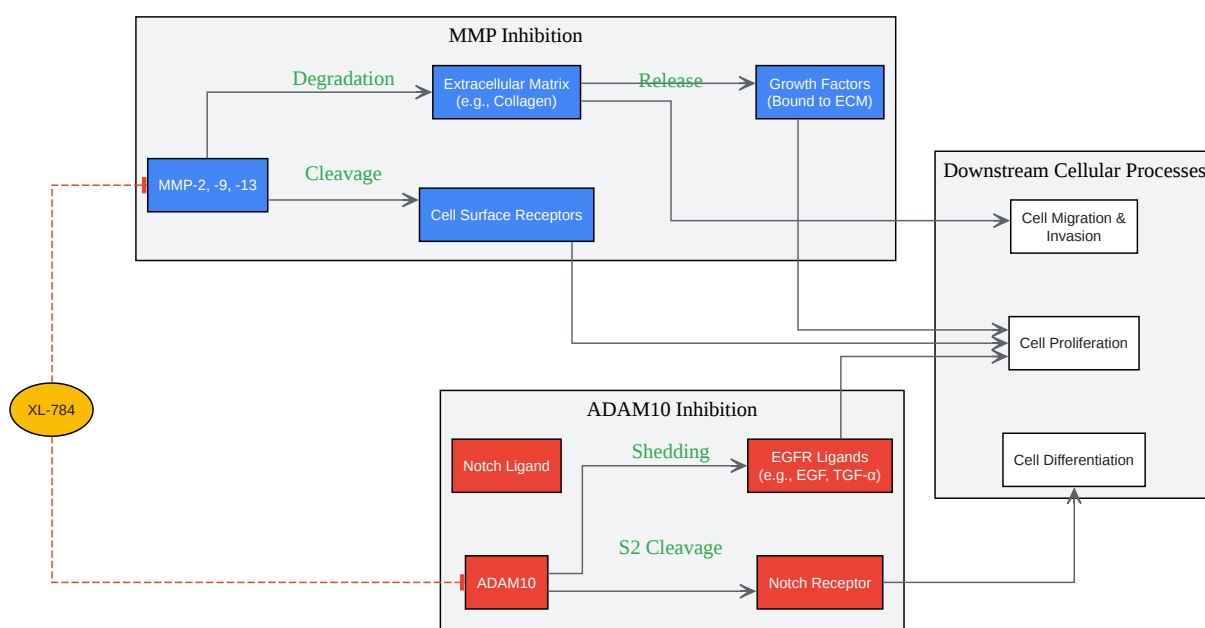 MMP Inhibition
Degradation
Extracellular Matrix
(e.g., Collagen)
Release
Growth Factors
(Bound to ECM)
MMP-2, -9, -13
Cleavage
Cell Surface Receptors
Downstream Cellular Processes
Cell Migration &
Invasion
Cell Proliferation
Cell Differentiation
XL-784
ADAM10 Inhibition
Notch Ligand
Shedding
EGFR Ligands
(e.g., EGF, TGF-α)
ADAM10
S2 Cleavage
Notch Receptor